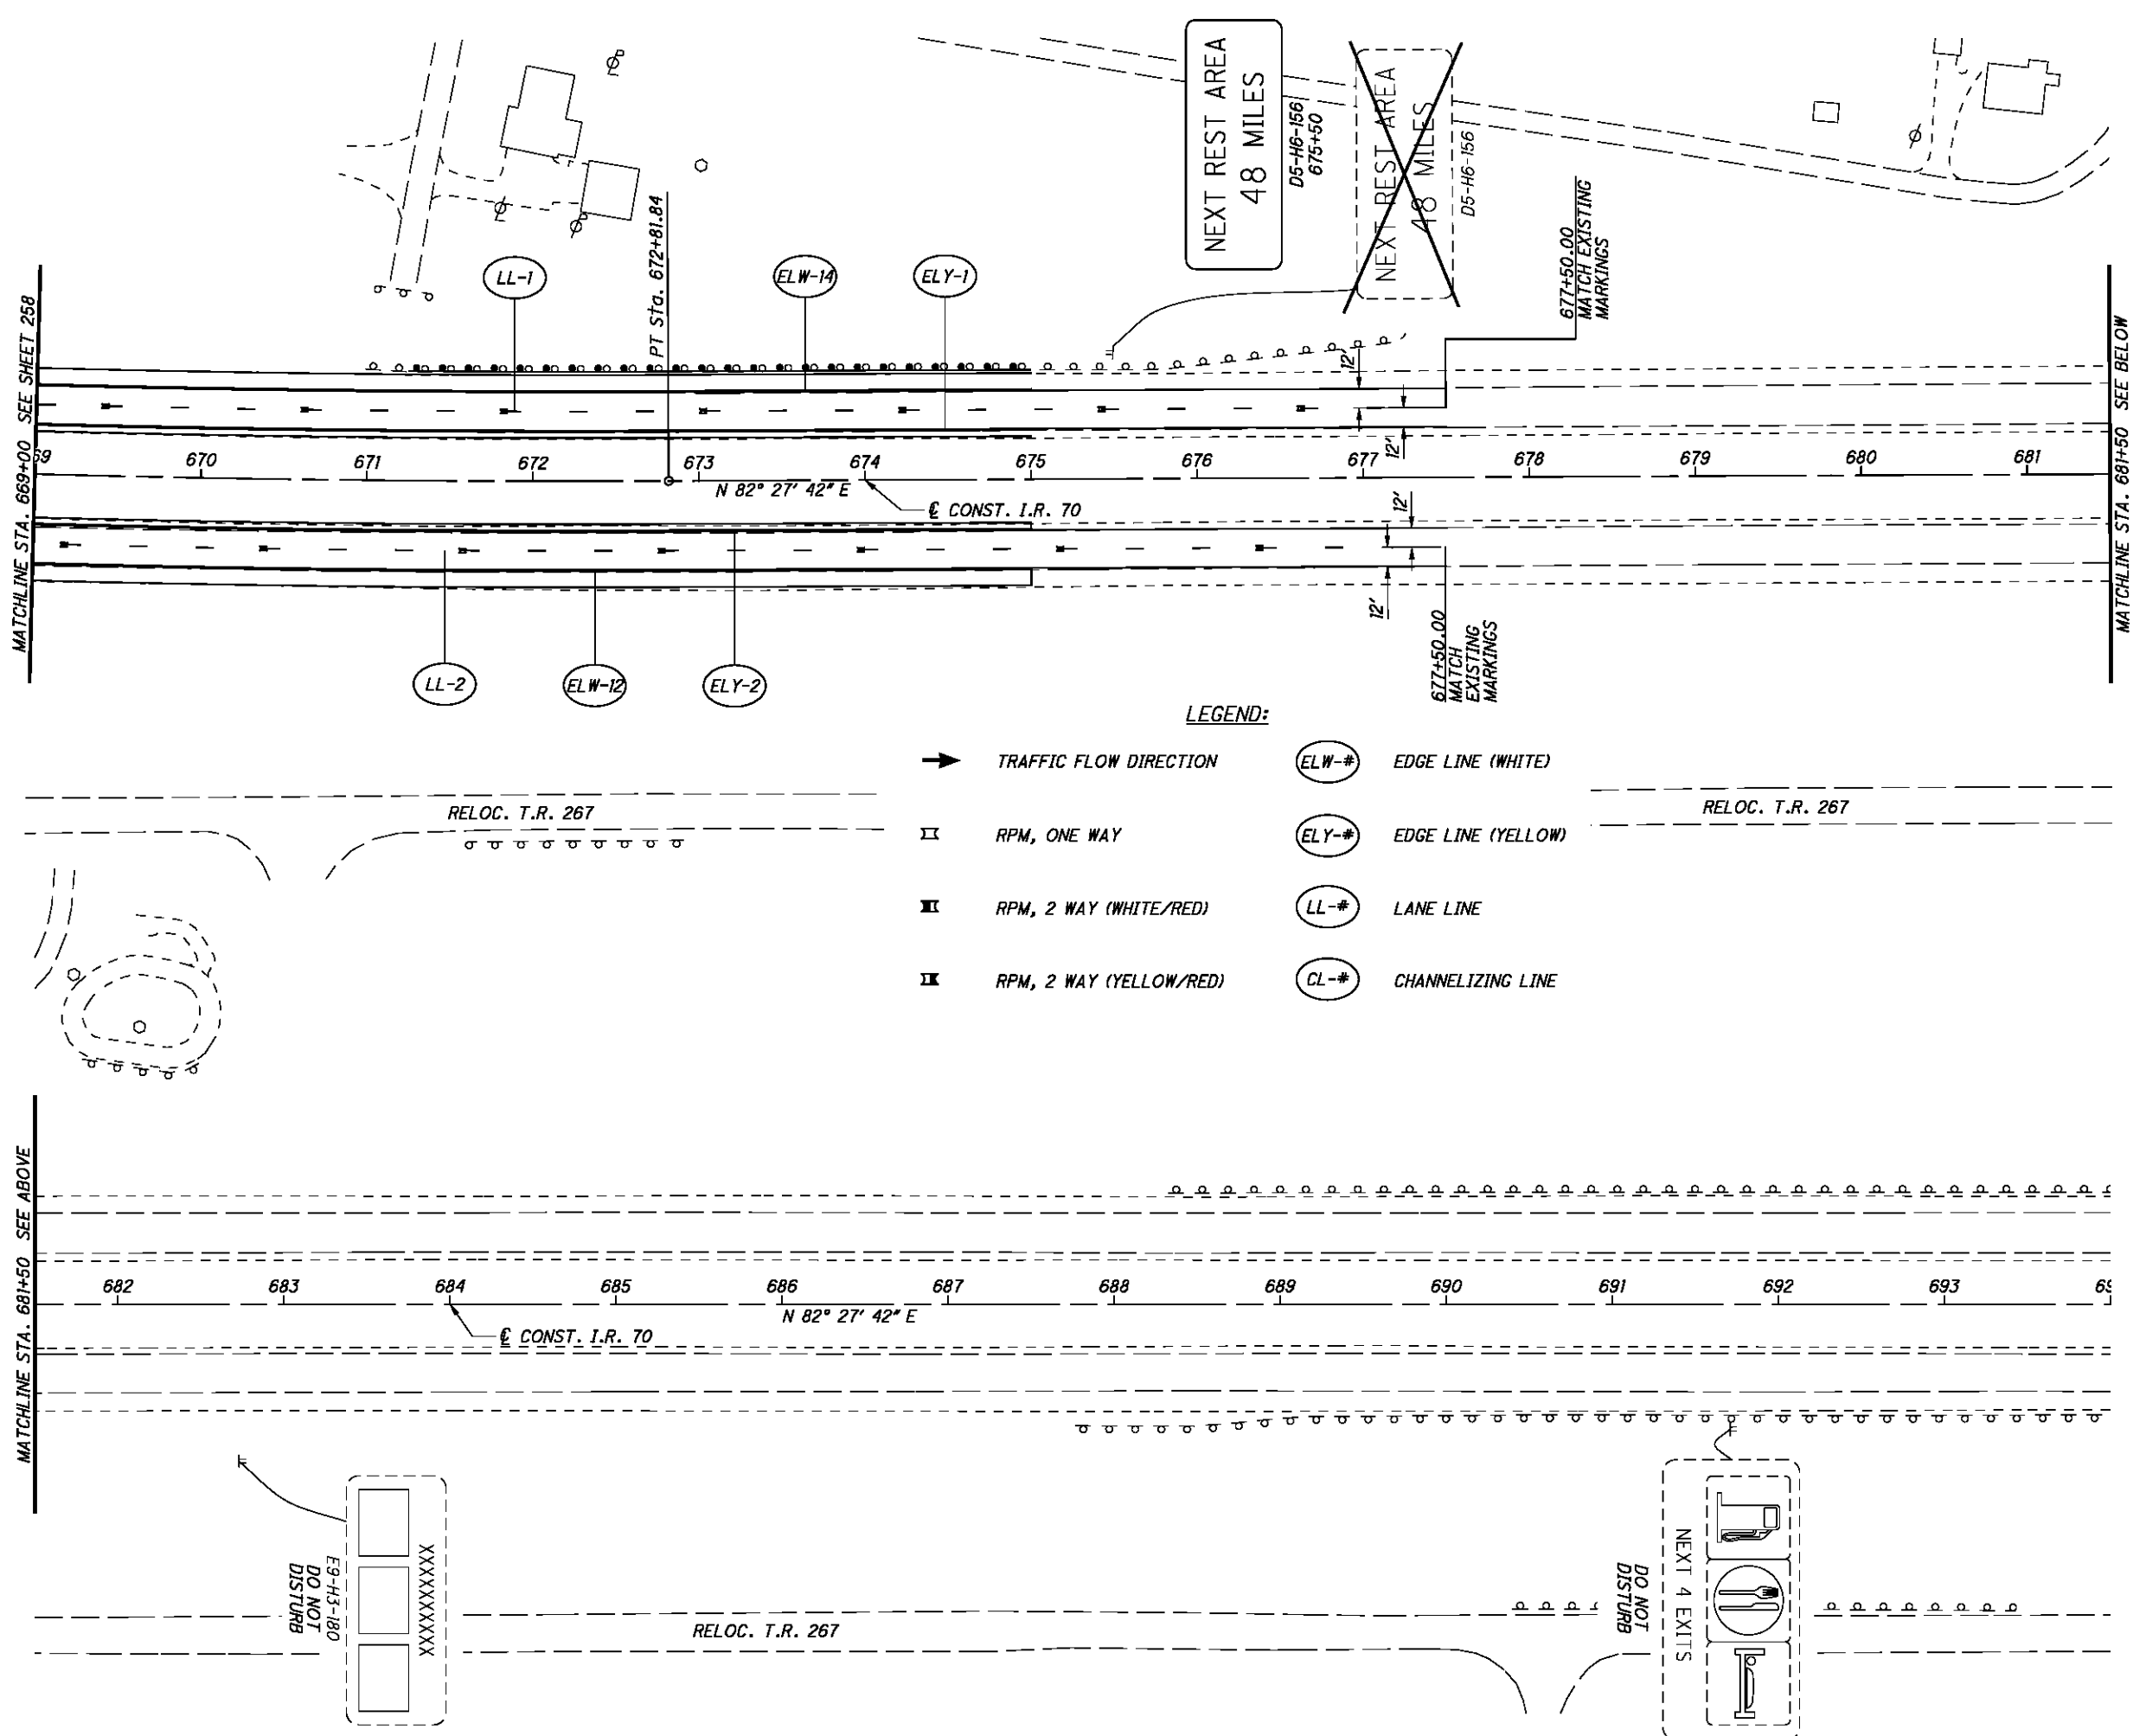 NEXT REST AREA
48 MILES
D5-H6-156
675+50
NEXT REST AREA
48 MILES
D5-H6-156
677+50.00
MATCH EXISTING
MARKINGS
PT Sta. 672+81.84
LL-1
ELW-14
ELY-1
MATCHLINE STA. 669+00 SEE SHEET 258
MATCHLINE STA. 681+50 SEE BELOW
12'
12'
69
670
671
672
673
674
675
676
677
678
679
680
681
N 82° 27' 42" E
℄ CONST. I.R. 70
12'
12'
LL-2
ELW-12
ELY-2
677+50.00
MATCH
EXISTING
MARKINGS
LEGEND:
TRAFFIC FLOW DIRECTION
ELW-#
EDGE LINE (WHITE)
RPM, ONE WAY
ELY-#
EDGE LINE (YELLOW)
RPM, 2 WAY (WHITE/RED)
LL-#
LANE LINE
RPM, 2 WAY (YELLOW/RED)
CL-#
CHANNELIZING LINE
RELOC. T.R. 267
RELOC. T.R. 267
MATCHLINE STA. 681+50 SEE ABOVE
682
683
684
685
686
687
688
689
690
691
692
693
69
N 82° 27' 42" E
℄ CONST. I.R. 70
XXXXXXXXX
E9-H3-180
DO NOT
DISTURB
RELOC. T.R. 267
NEXT 4 EXITS
DO NOT
DISTURB